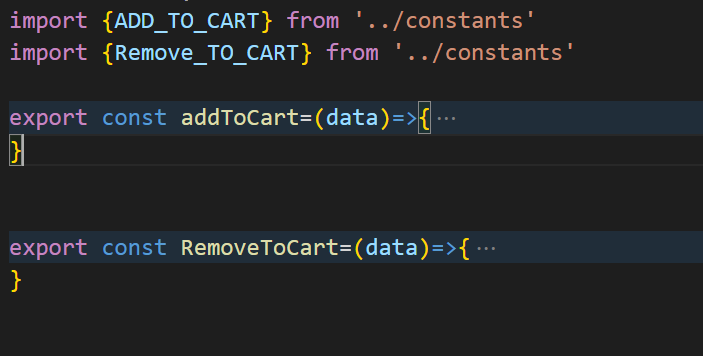 import {ADD_TO_CART} from '../constants'
import {Remove_TO_CART} from '../constants'
export const addToCart=(data)=>{···
}
export const RemoveToCart=(data)=>{···
}